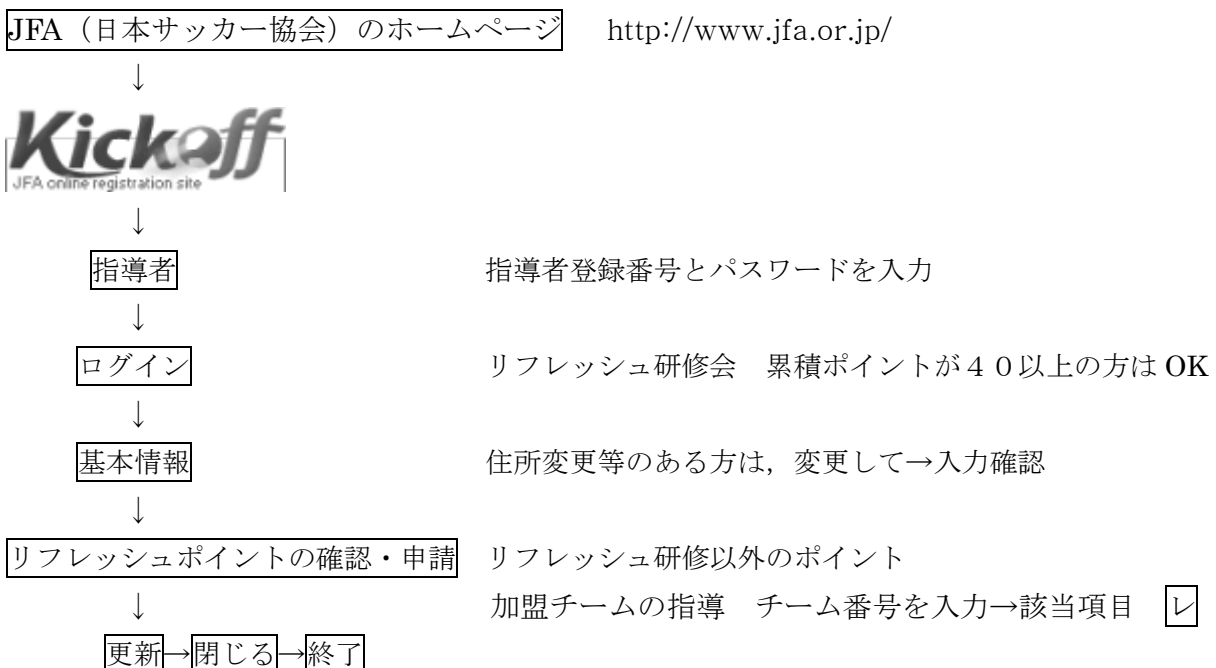 JFA（日本サッカー協会）のホームページ　http://www.jfa.or.jp/
↓
Kickoff
JFA online registration site
↓
指導者　指導者登録番号とパスワードを入力
↓
ログイン　リフレッシュ研修会　累積ポイントが４０以上の方は OK
↓
基本情報　住所変更等のある方は，変更して→入力確認
↓
リフレッシュポイントの確認・申請　リフレッシュ研修以外のポイント
↓　加盟チームの指導　チーム番号を入力→該当項目　レ
更新→閉じる→終了